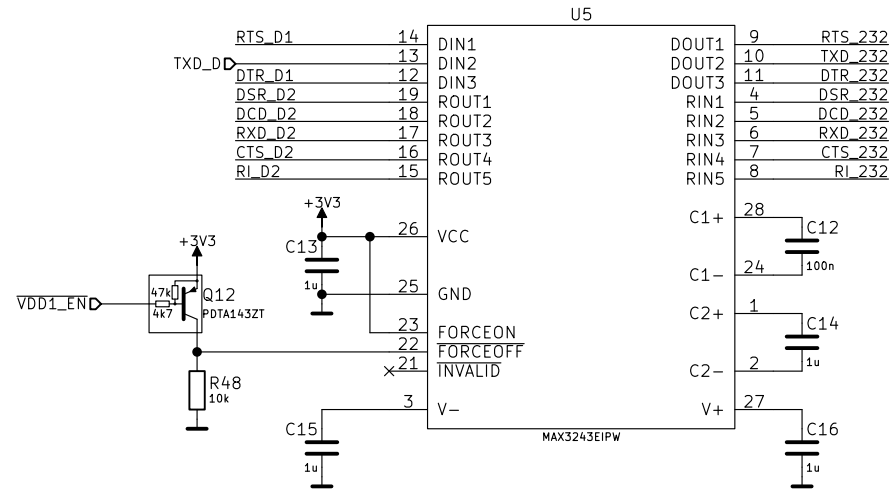 U5
RTS_D1 14 DIN1 DOUT1 9 RTS_232
TXD_D 13 DIN2 DOUT2 10 TXD_232
DTR_D1 12 DIN3 DOUT3 11 DTR_232
DSR_D2 19 ROUT1 RIN1 4 DSR_232
DCD_D2 18 ROUT2 RIN2 5 DCD_232
RXD_D2 17 ROUT3 RIN3 6 RXD_232
CTS_D2 16 ROUT4 RIN4 7 CTS_232
RI_D2 15 ROUT5 RIN5 8 RI_232
+3V3 C1+ 28
26 VCC C12
+3V3 C13
C1- 24 100n
1u 25 GND
47k Q12
VDD1_EN 4k7 PDTA143ZT
C2+ 1
23 FORCEON C14
22 FORCEOFF
1u
21 INVALID C2- 2
R48
10k
3 V- V+ 27
C15 C16
MAX3243EIPW
1u 1u